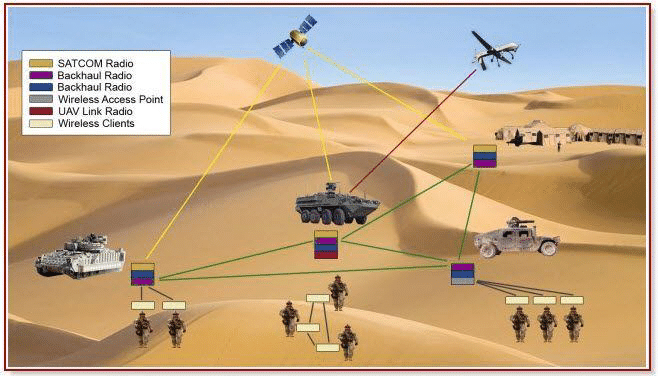 SATCOM Radio
Backhaul Radio
Backhaul Radio
Wireless Access Point
UAV Link Radio
Wireless Clients